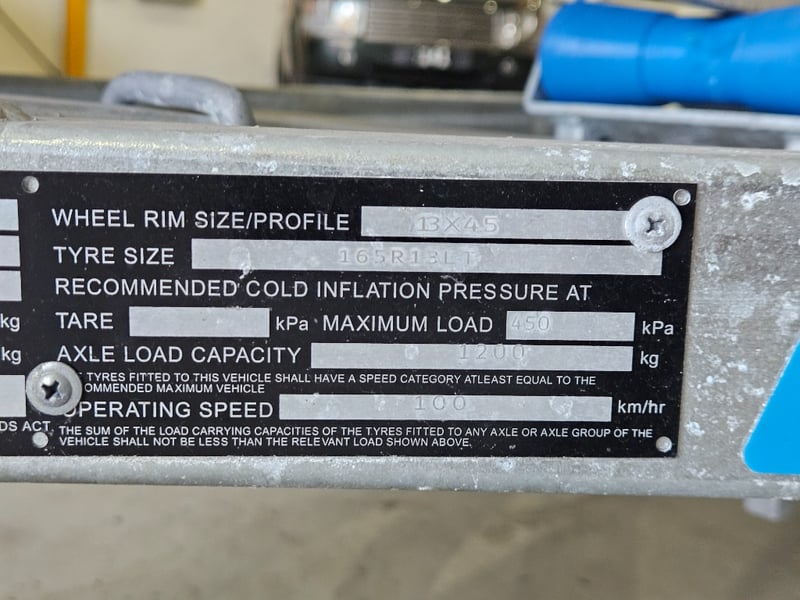 WHEEL RIM SIZE/PROFILE 13X45
TYRE SIZE 165R13LT
RECOMMENDED COLD INFLATION PRESSURE AT
kg TARE kPa MAXIMUM LOAD 450 kPa
kg AXLE LOAD CAPACITY 1200 kg
TYRES FITTED TO THIS VEHICLE SHALL HAVE A SPEED CATEGORY ATLEAST EQUAL TO THE
OMMENDED MAXIMUM VEHICLE
OPERATING SPEED 100 km/hr
DS ACT. THE SUM OF THE LOAD CARRYING CAPACITIES OF THE TYRES FITTED TO ANY AXLE OR AXLE GROUP OF THE
VEHICLE SHALL NOT BE LESS THAN THE RELEVANT LOAD SHOWN ABOVE.